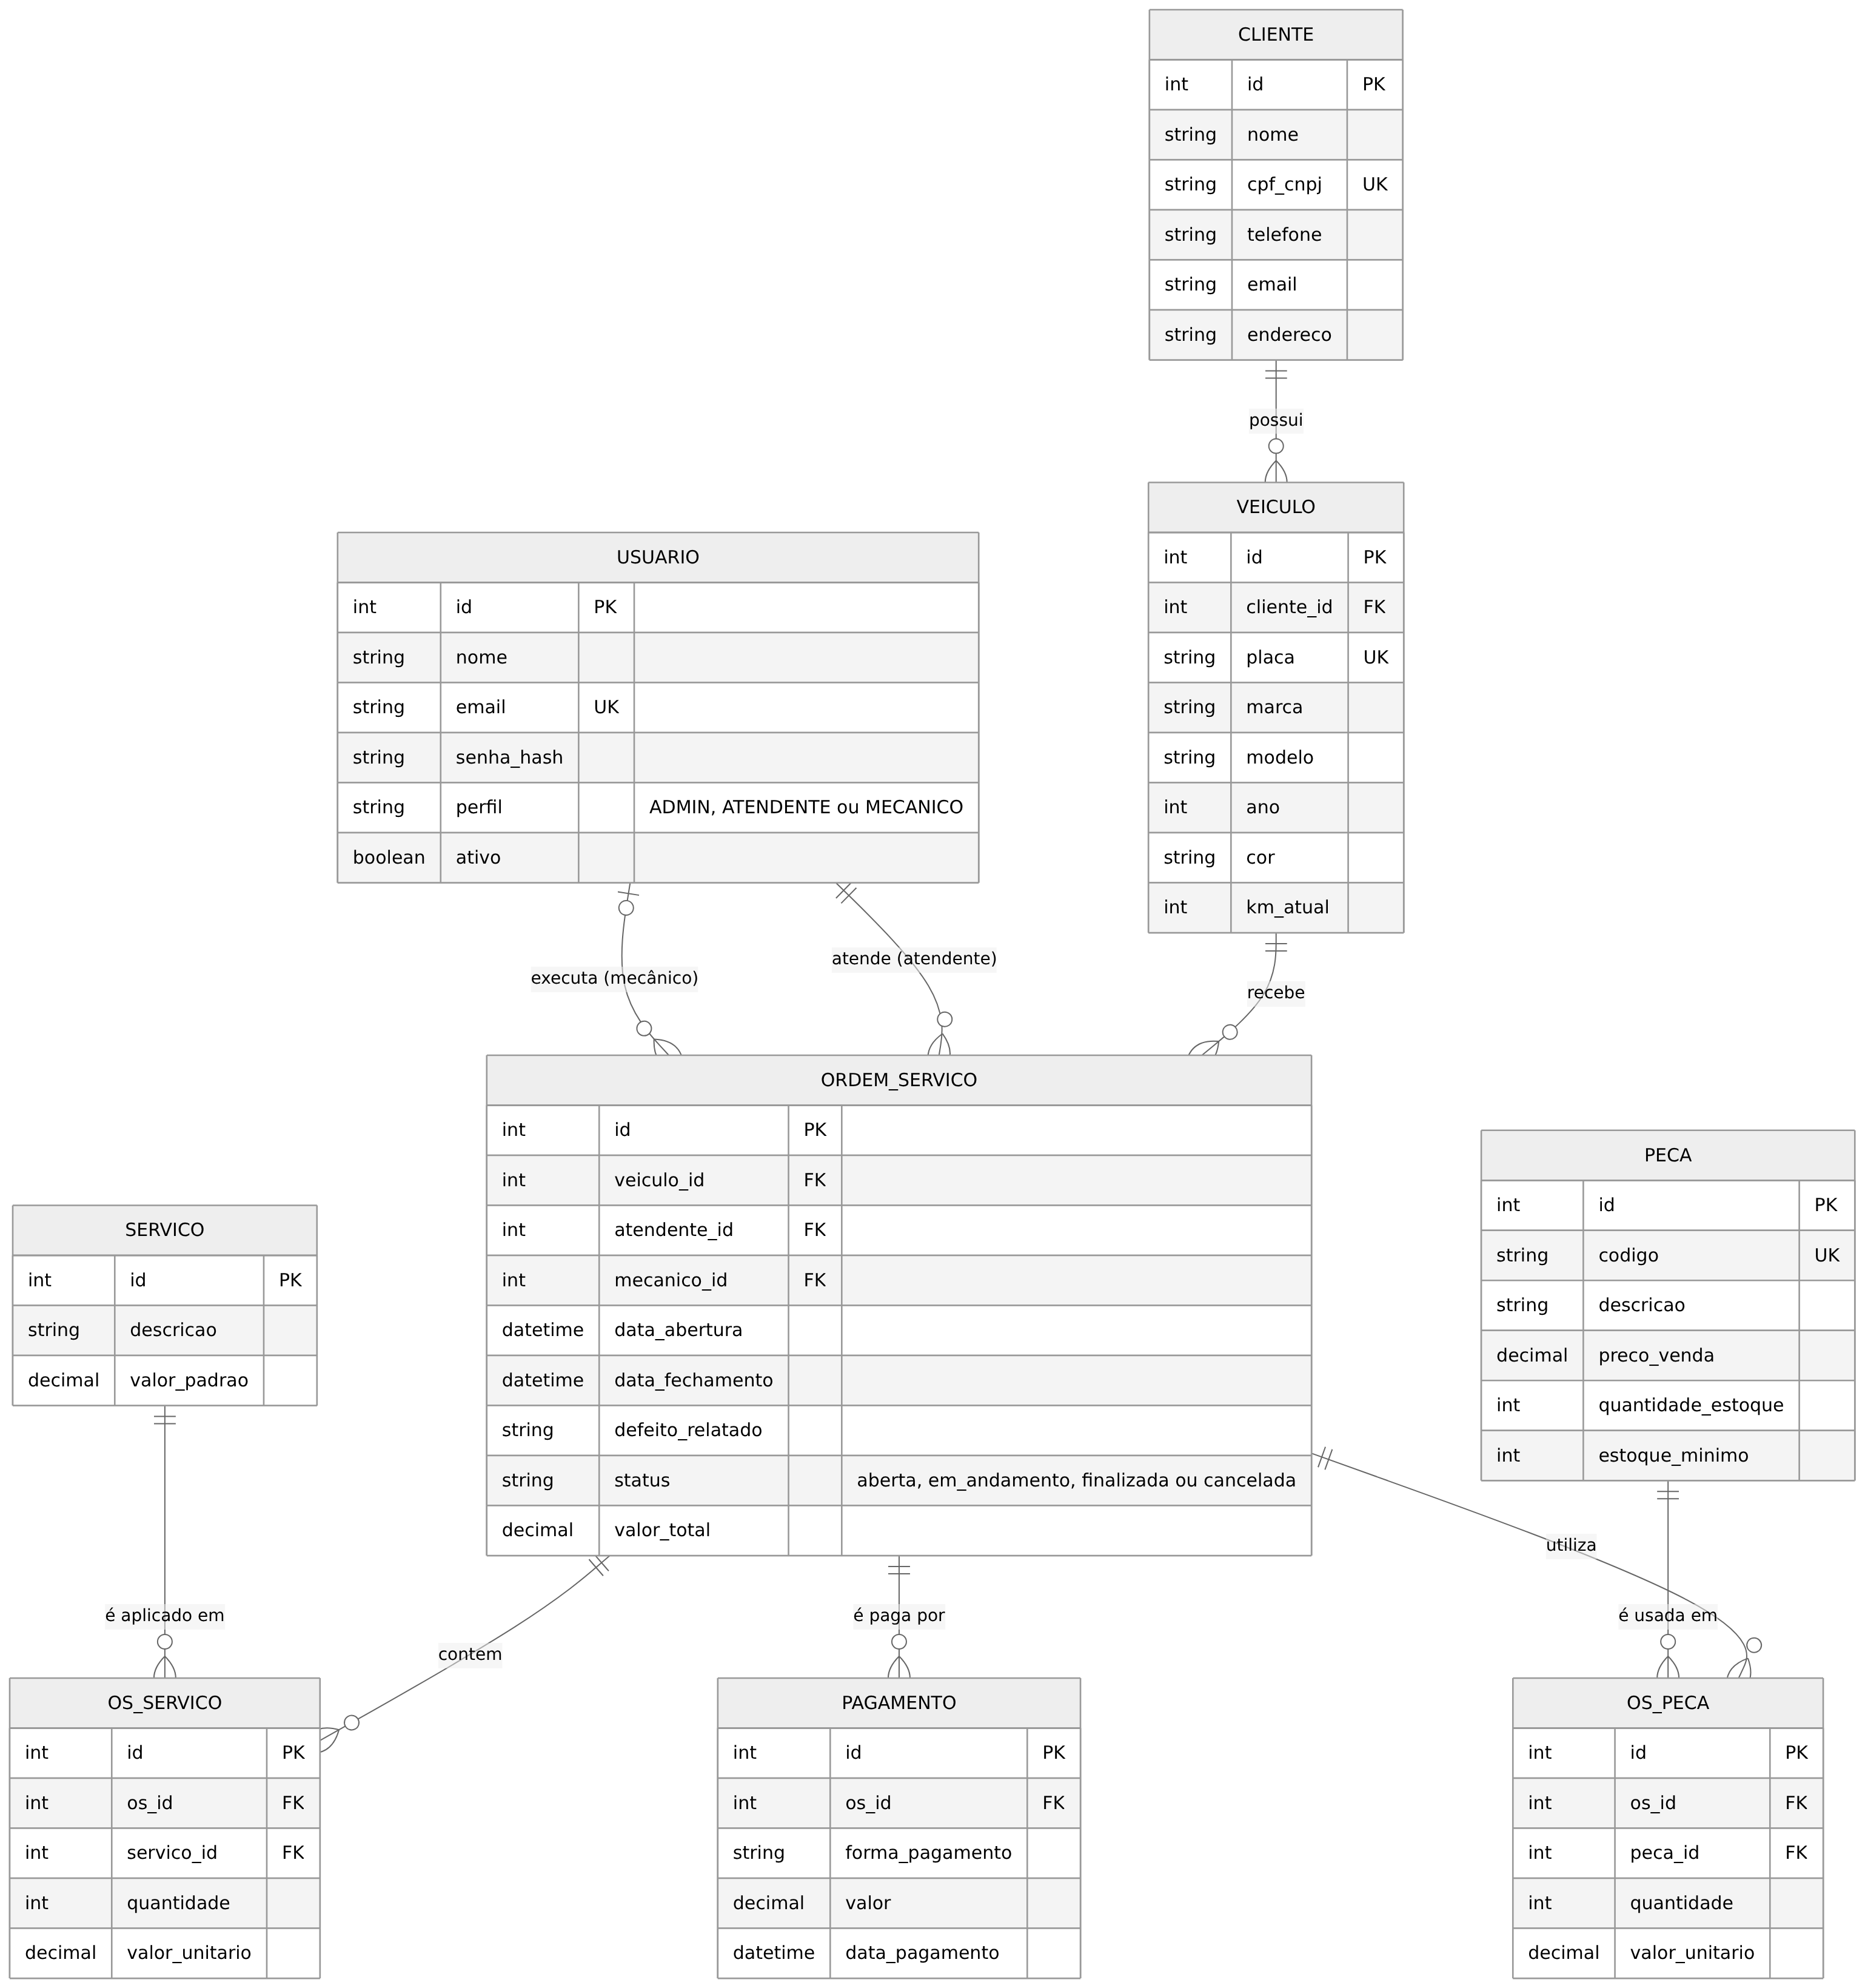 CLIENTE
int id PK
string nome
string cpf_cnpj UK
string telefone
string email
string endereco
possui
VEICULO
int id PK
int cliente_id FK
string placa UK
string marca
string modelo
int ano
string cor
int km_atual
USUARIO
int id PK
string nome
string email UK
string senha_hash
string perfil ADMIN, ATENDENTE ou MECANICO
boolean ativo
executa (mecânico)
atende (atendente)
recebe
ORDEM_SERVICO
int id PK
int veiculo_id FK
int atendente_id FK
int mecanico_id FK
datetime data_abertura
datetime data_fechamento
string defeito_relatado
string status aberta, em_andamento, finalizada ou cancelada
decimal valor_total
SERVICO
int id PK
string descricao
decimal valor_padrao
PECA
int id PK
string codigo UK
string descricao
decimal preco_venda
int quantidade_estoque
int estoque_minimo
é aplicado em
contem
é paga por
utiliza
é usada em
OS_SERVICO
int id PK
int os_id FK
int servico_id FK
int quantidade
decimal valor_unitario
PAGAMENTO
int id PK
int os_id FK
string forma_pagamento
decimal valor
datetime data_pagamento
OS_PECA
int id PK
int os_id FK
int peca_id FK
int quantidade
decimal valor_unitario